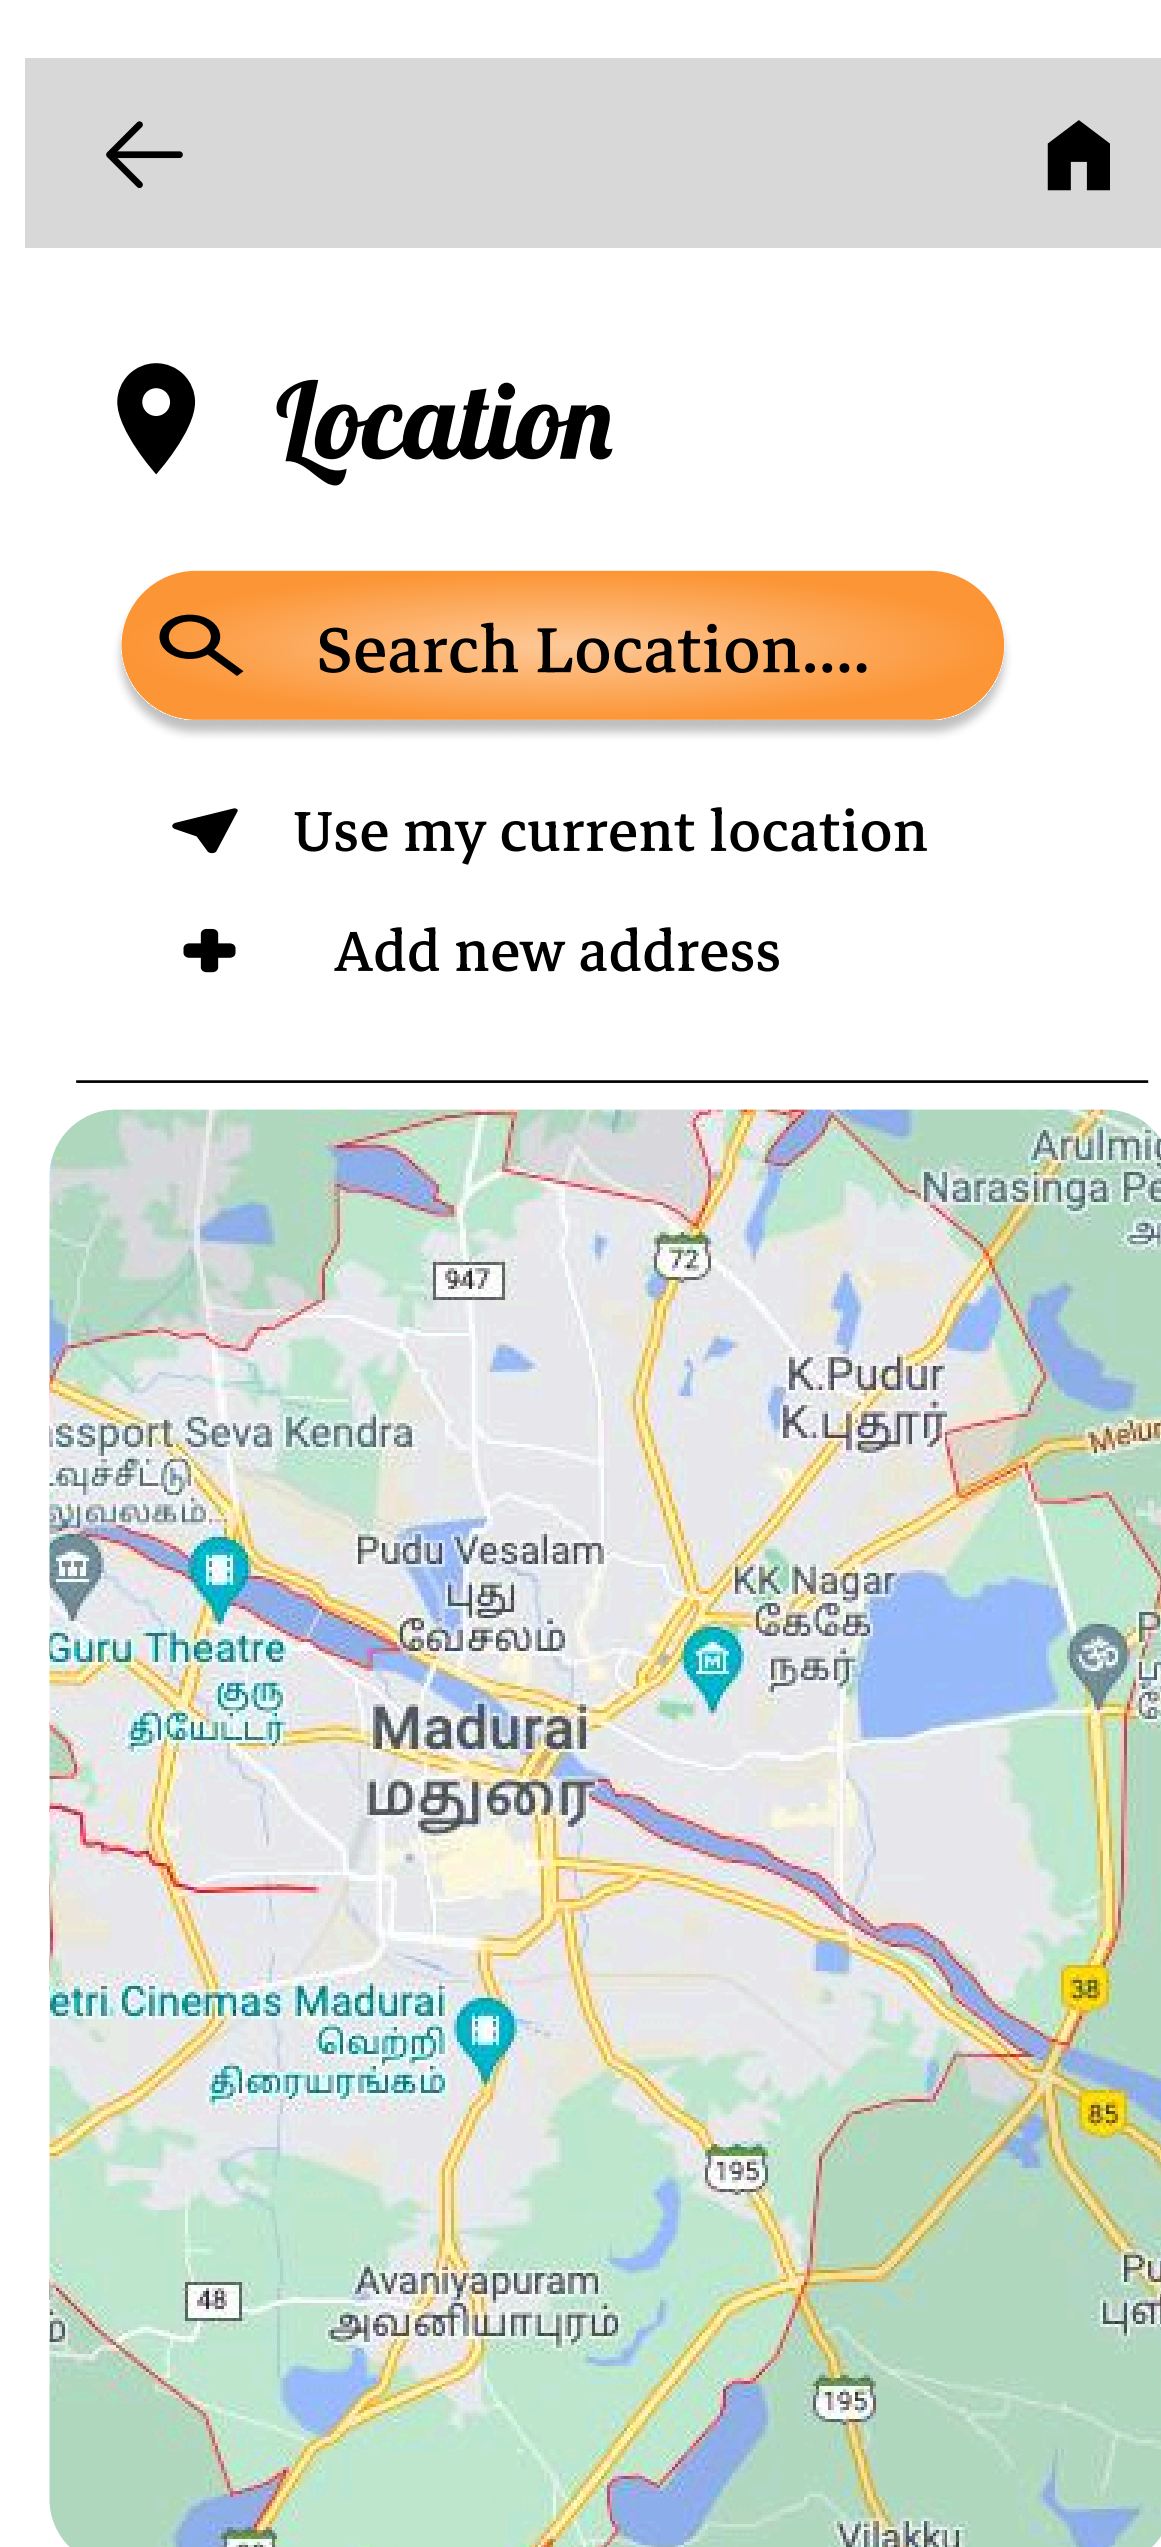 Location
Search Location....
Use my current location
Add new address
Narasinga
72
947
K.Pudur
K.புதூர்
Seva Kendra
Pudu Vesalam
புது
வேசலம்
KK Nagar
கேகே
நகர்
Guru Theatre
குரு
தியேட்டர்
Madurai
மதுரை
38
Cinemas Madurai
வெற்றி
திரையரங்கம்
85
195
48
Avaniyapuram
அவனியாபுரம்
195
Vilakku